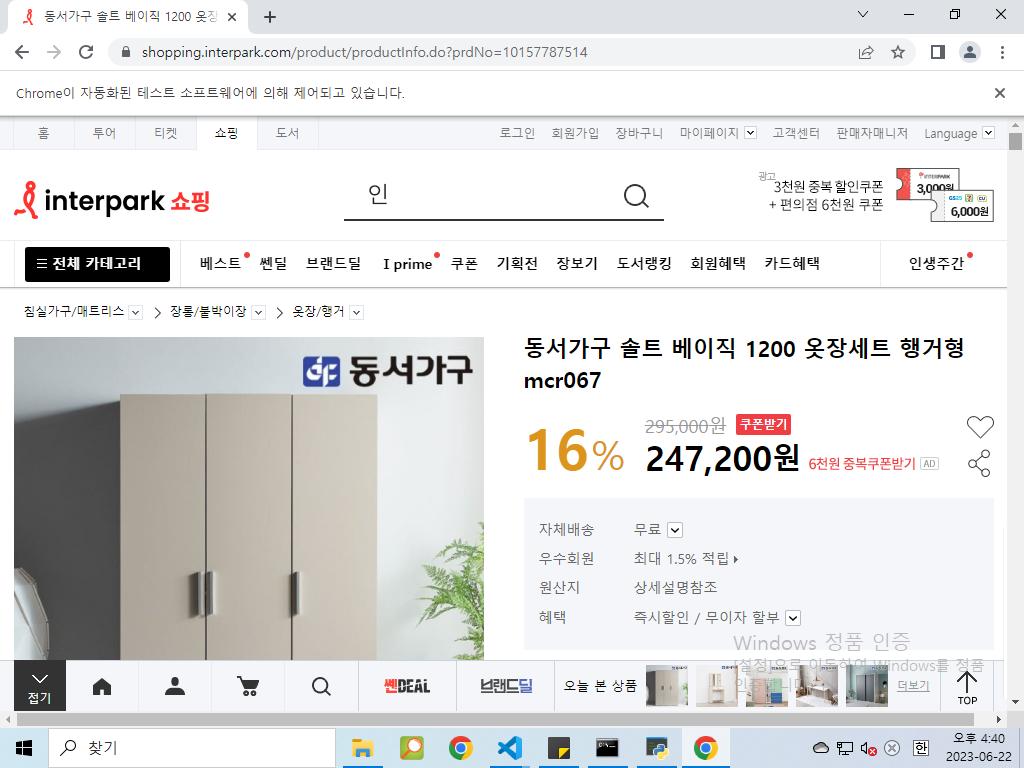 동서가구 솔트 베이직 1200 옷장
shopping.interpark.com/product/productInfo.do?prdNo=10157787514
Chrome이 자동화된 테스트 소프트웨어에 의해 제어되고 있습니다.
홈 투어 티켓 쇼핑 도서 로그인 회원가입 장바구니 마이페이지 고객센터 판매자매니저 Language
interpark 쇼핑
인
광고
3천원 중복 할인쿠폰
+ 편의점 6천원 쿠폰
INTERPARK
3,000원
GS25 CU
6,000원
전체 카테고리 베스트 쎈딜 브랜드딜 I prime 쿠폰 기획전 장보기 도서랭킹 회원혜택 카드혜택 인생주간
침실가구/매트리스 장롱/붙박이장 옷장/행거
동서가구
동서가구 솔트 베이직 1200 옷장세트 행거형
mcr067
295,000원 쿠폰받기
16% 247,200원 6천원 중복쿠폰받기 AD
자체배송 무료
우수회원 최대 1.5% 적립
원산지 상세설명참조
혜택 즉시할인 / 무이자 할부
Windows 정품 인증
[설정]으로 이동하여 Windows를 정품
인증합니다.
접기 쎈DEAL 브랜드딜 오늘 본 상품 더보기 TOP
찾기
한
오후 4:40
2023-06-22